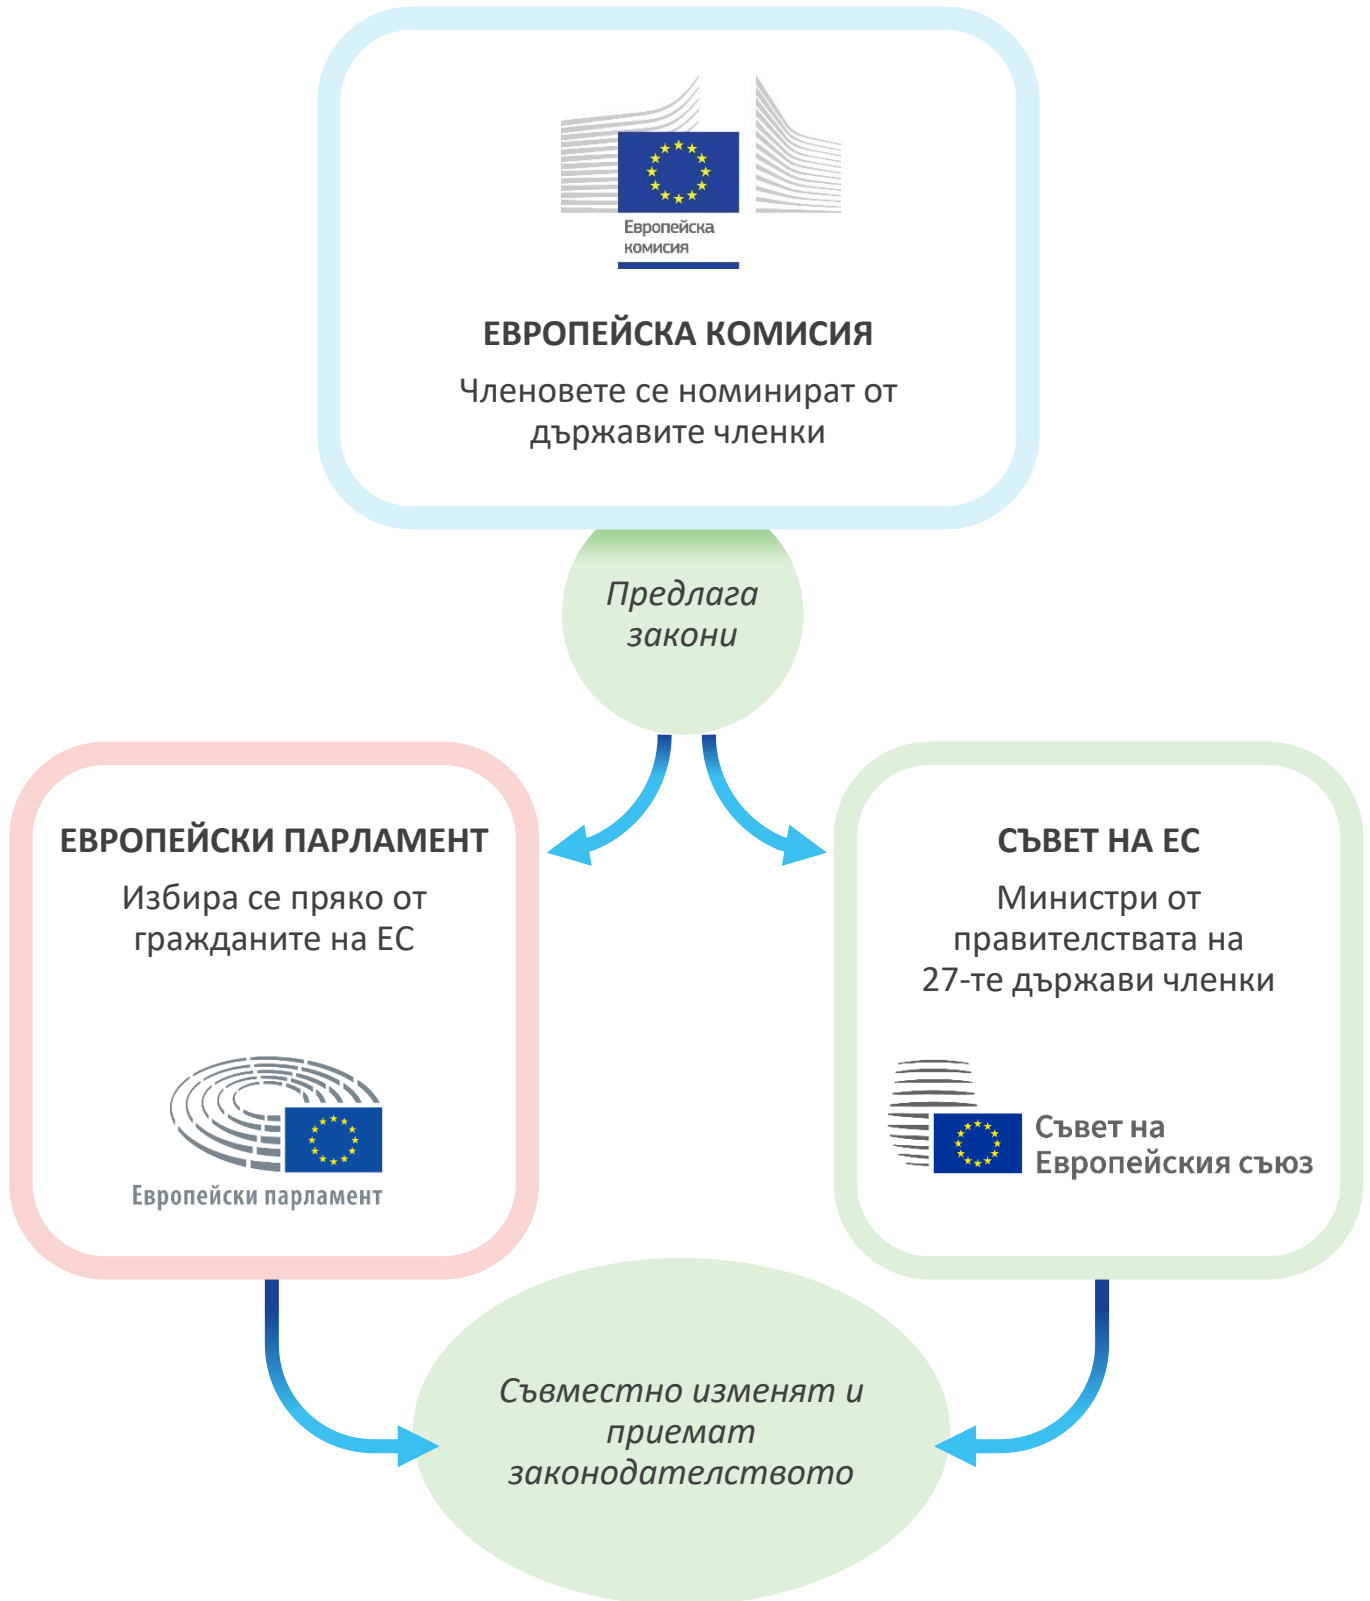 Европейска
комисия
ЕВРОПЕЙСКА КОМИСИЯ
Членовете се номинират от
държавите членки
Предлага
закони
ЕВРОПЕЙСКИ ПАРЛАМЕНТ
Избира се пряко от
гражданите на ЕС
Европейски парламент
СЪВЕТ НА ЕС
Министри от
правителствата на
27-те държави членки
Съвет на
Европейския съюз
Съвместно изменят и
приемат
законодателството